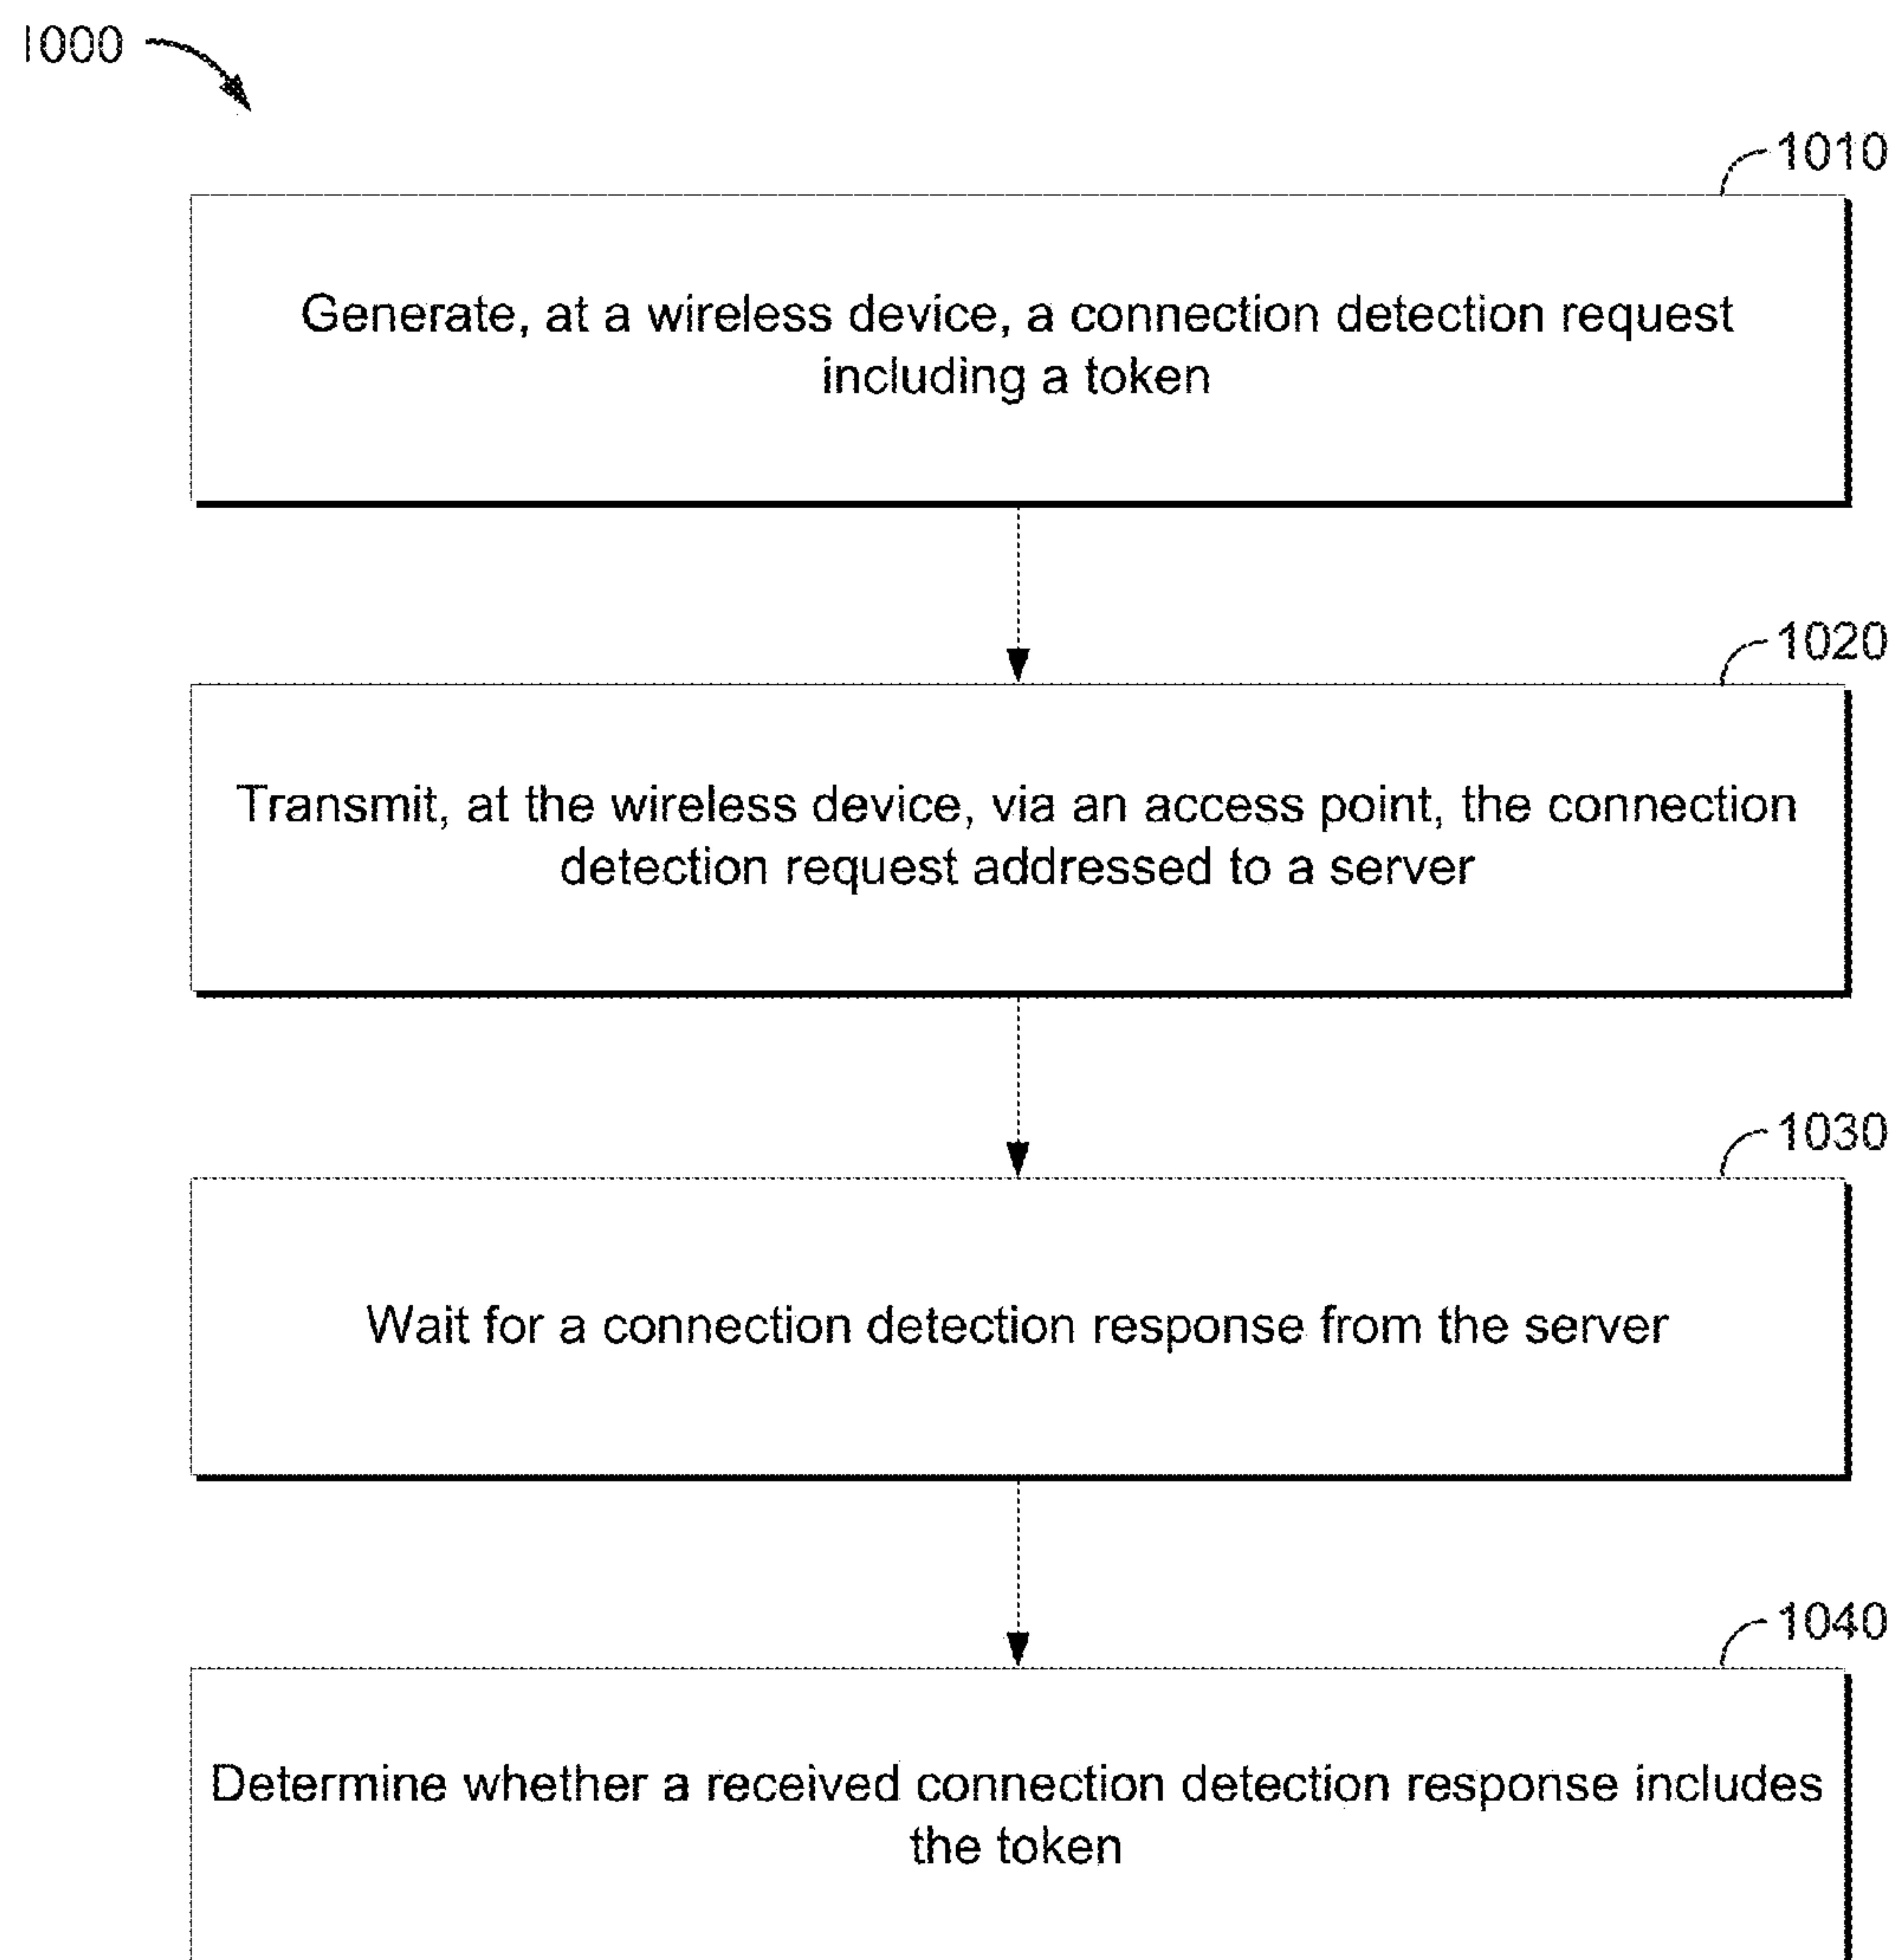 1000
1010
Generate, at a wireless device, a connection detection request
including a token
1020
Transmit, at the wireless device, via an access point, the connection
detection request addressed to a server
1030
Wait for a connection detection response from the server
1040
Determine whether a received connection detection response includes
the token